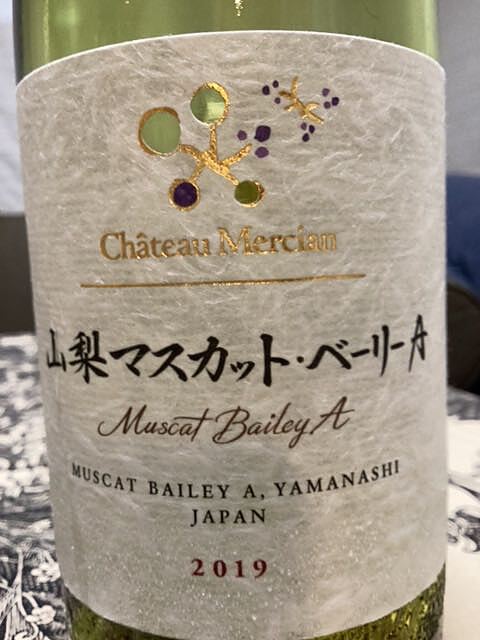 Château Mercian
山梨マスカット・ベーリーA
Muscat Bailey A
MUSCAT BAILEY A, YAMANASHI
JAPAN
2019